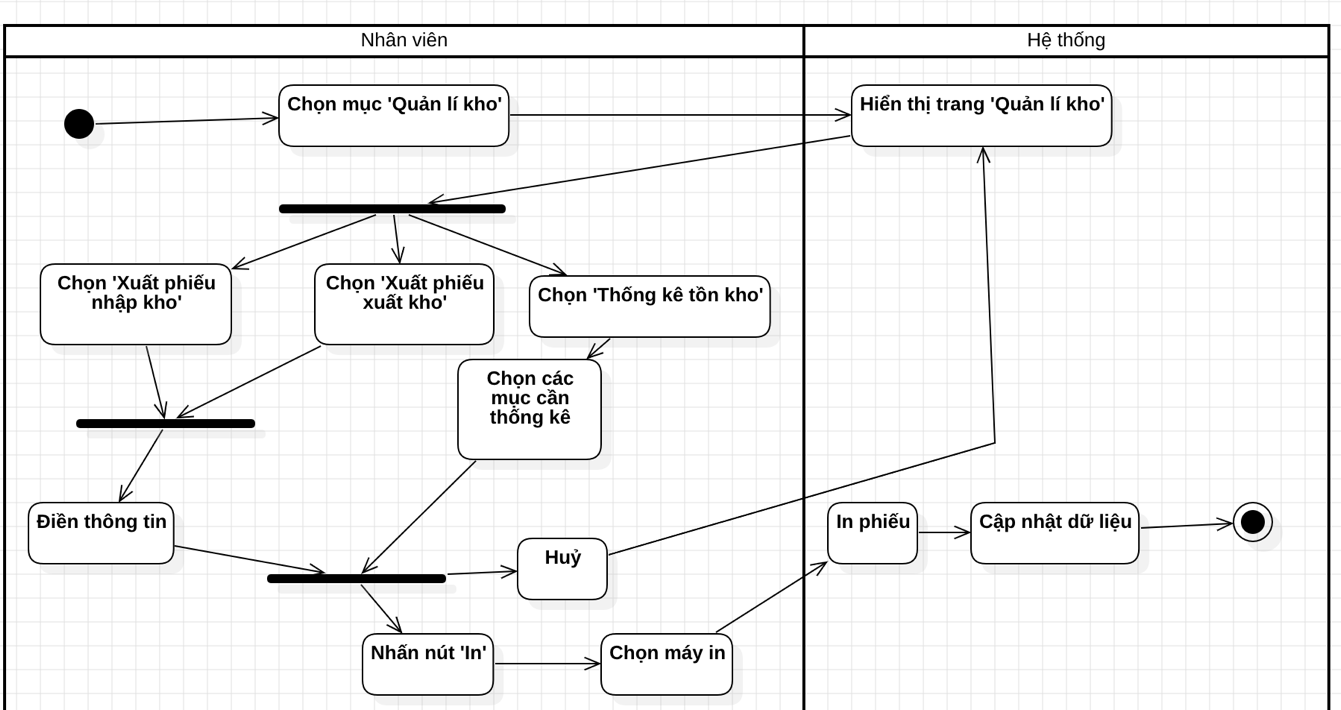 Nhân viên
Hệ thống
Chọn mục 'Quản lí kho'
Hiển thị trang 'Quản lí kho'
Chọn 'Xuất phiếu
nhập kho'
Chọn 'Xuất phiếu
xuất kho'
Chọn 'Thống kê tồn kho'
Chọn các
mục cần
thống kê
Điền thông tin
Huỷ
In phiếu
Cập nhật dữ liệu
Nhấn nút 'In'
Chọn máy in